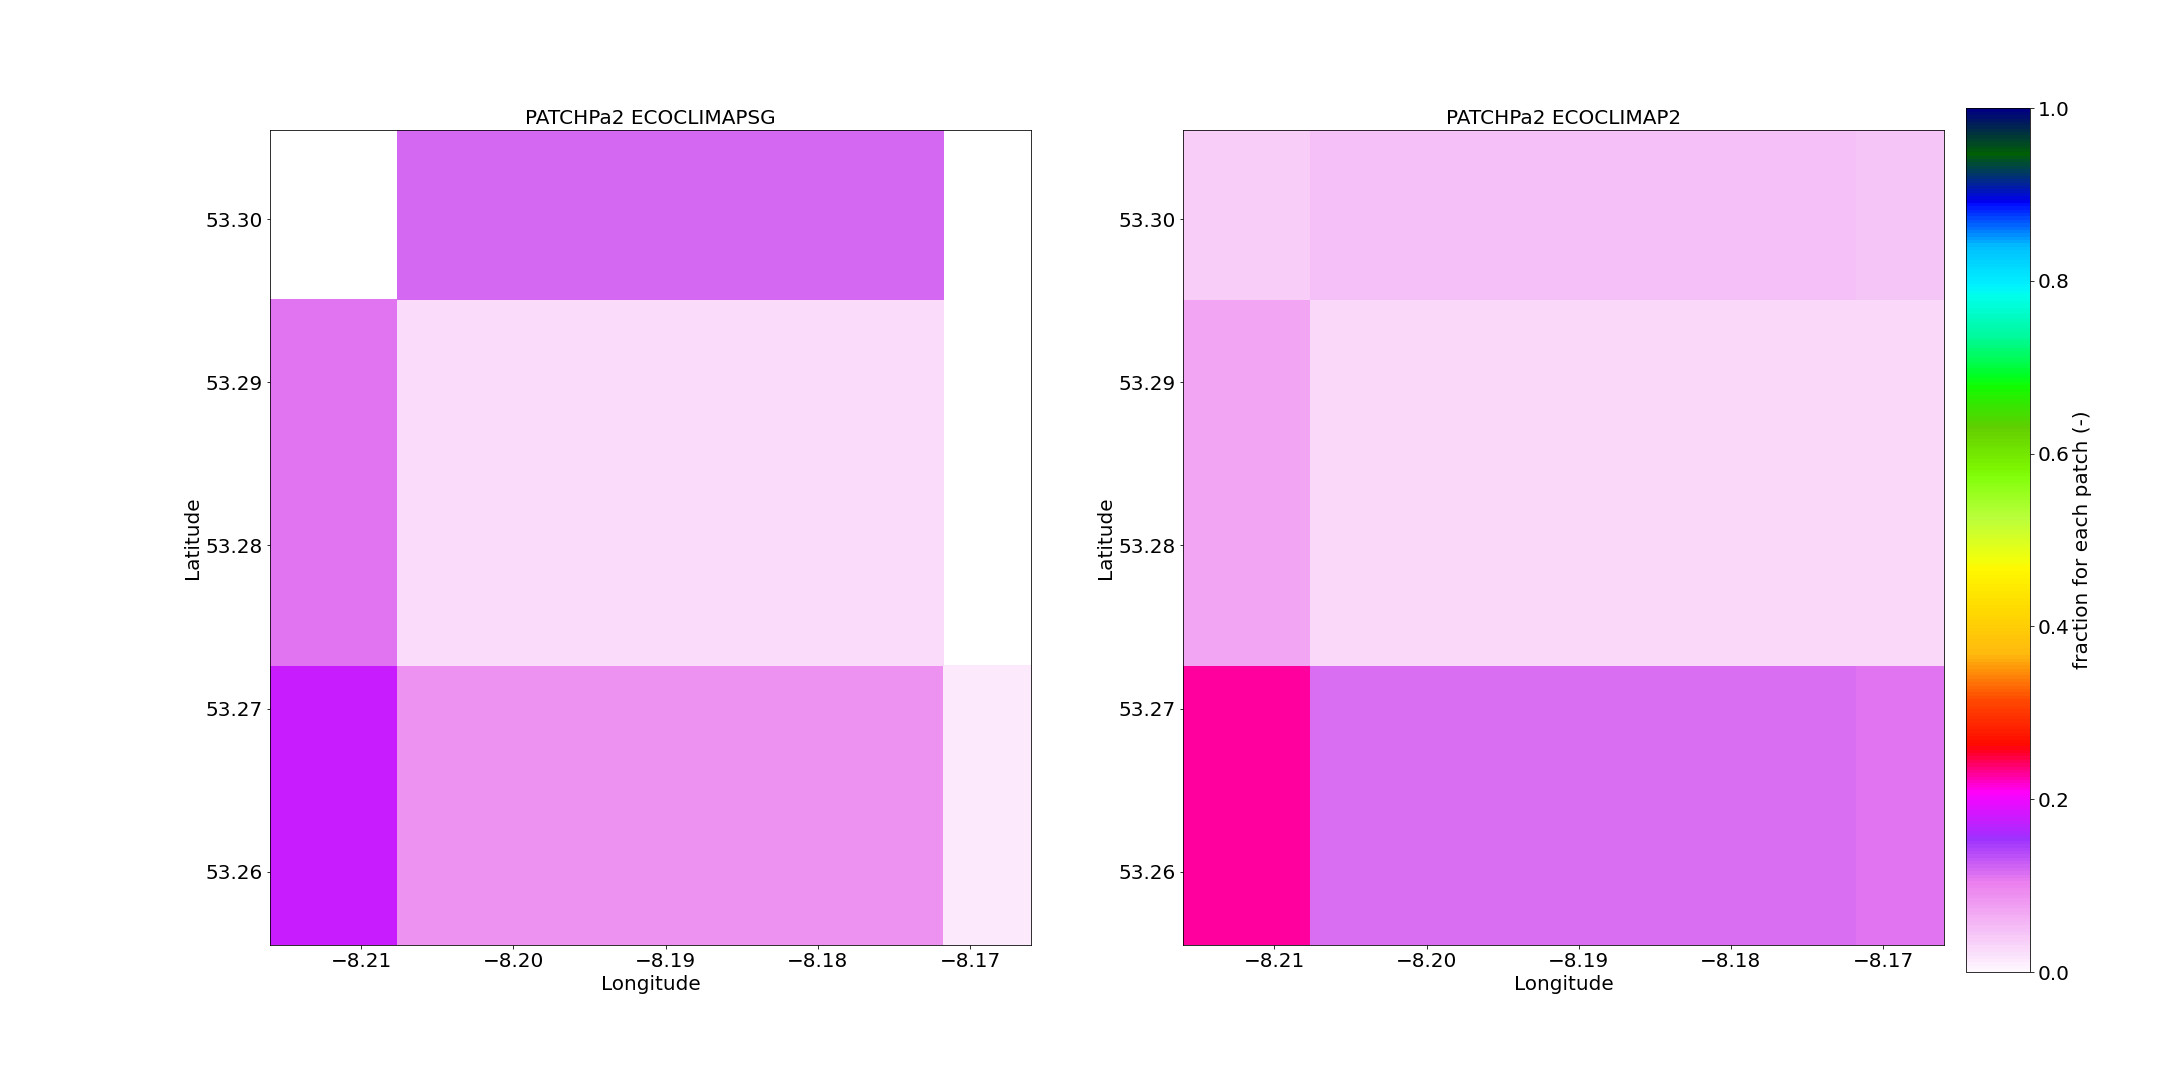 PATCHPa2 ECOCLIMAPSG
53.30
53.29
53.28
53.27
53.26
Latitude
−8.21 −8.20 −8.19 −8.18 −8.17
Longitude
PATCHPa2 ECOCLIMAP2
53.30
53.29
53.28
53.27
53.26
Latitude
−8.21 −8.20 −8.19 −8.18 −8.17
Longitude
1.0
0.8
0.6
0.4
0.2
0.0
fraction for each patch (-)